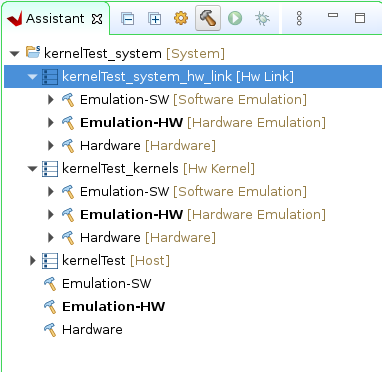 Assistant
kernelTest_system [System]
kernelTest_system_hw_link [Hw Link]
Emulation-SW [Software Emulation]
Emulation-HW [Hardware Emulation]
Hardware [Hardware]
kernelTest_kernels [Hw Kernel]
Emulation-SW [Software Emulation]
Emulation-HW [Hardware Emulation]
Hardware [Hardware]
kernelTest [Host]
Emulation-SW
Emulation-HW
Hardware